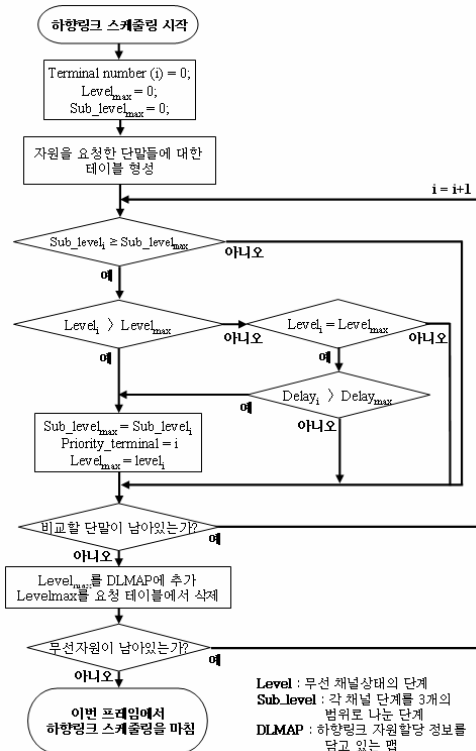 하향링크 스케줄링 시작
Terminal number (i) = 0;
Level_max = 0;
Sub_level_max = 0;
자원을 요청한 단말들에 대한
테이블 형성
i = i+1
Sub_level_i ≥ Sub_level_max
아니오
예
Level_i 〉 Level_max
아니오
예
Level_i = Level_max
아니오
예
Delay_i 〉 Delay_max
예
아니오
Sub_level_max = Sub_level_i
Priority_terminal = i
Level_max = level_i
비교할 단말이 남아있는가?
예
아니오
Level_max를 DLMAP에 추가
Levelmax를 요청 테이블에서 삭제
무선자원이 남아있는가?
예
아니오
이번 프레임에서
하향링크 스케줄링을 마침
Level : 무선 채널상태의 단계
Sub_level : 각 채널 단계를 3개의
범위로 나눈 단계
DLMAP : 하향링크 자원할당 정보를
담고 있는 맵